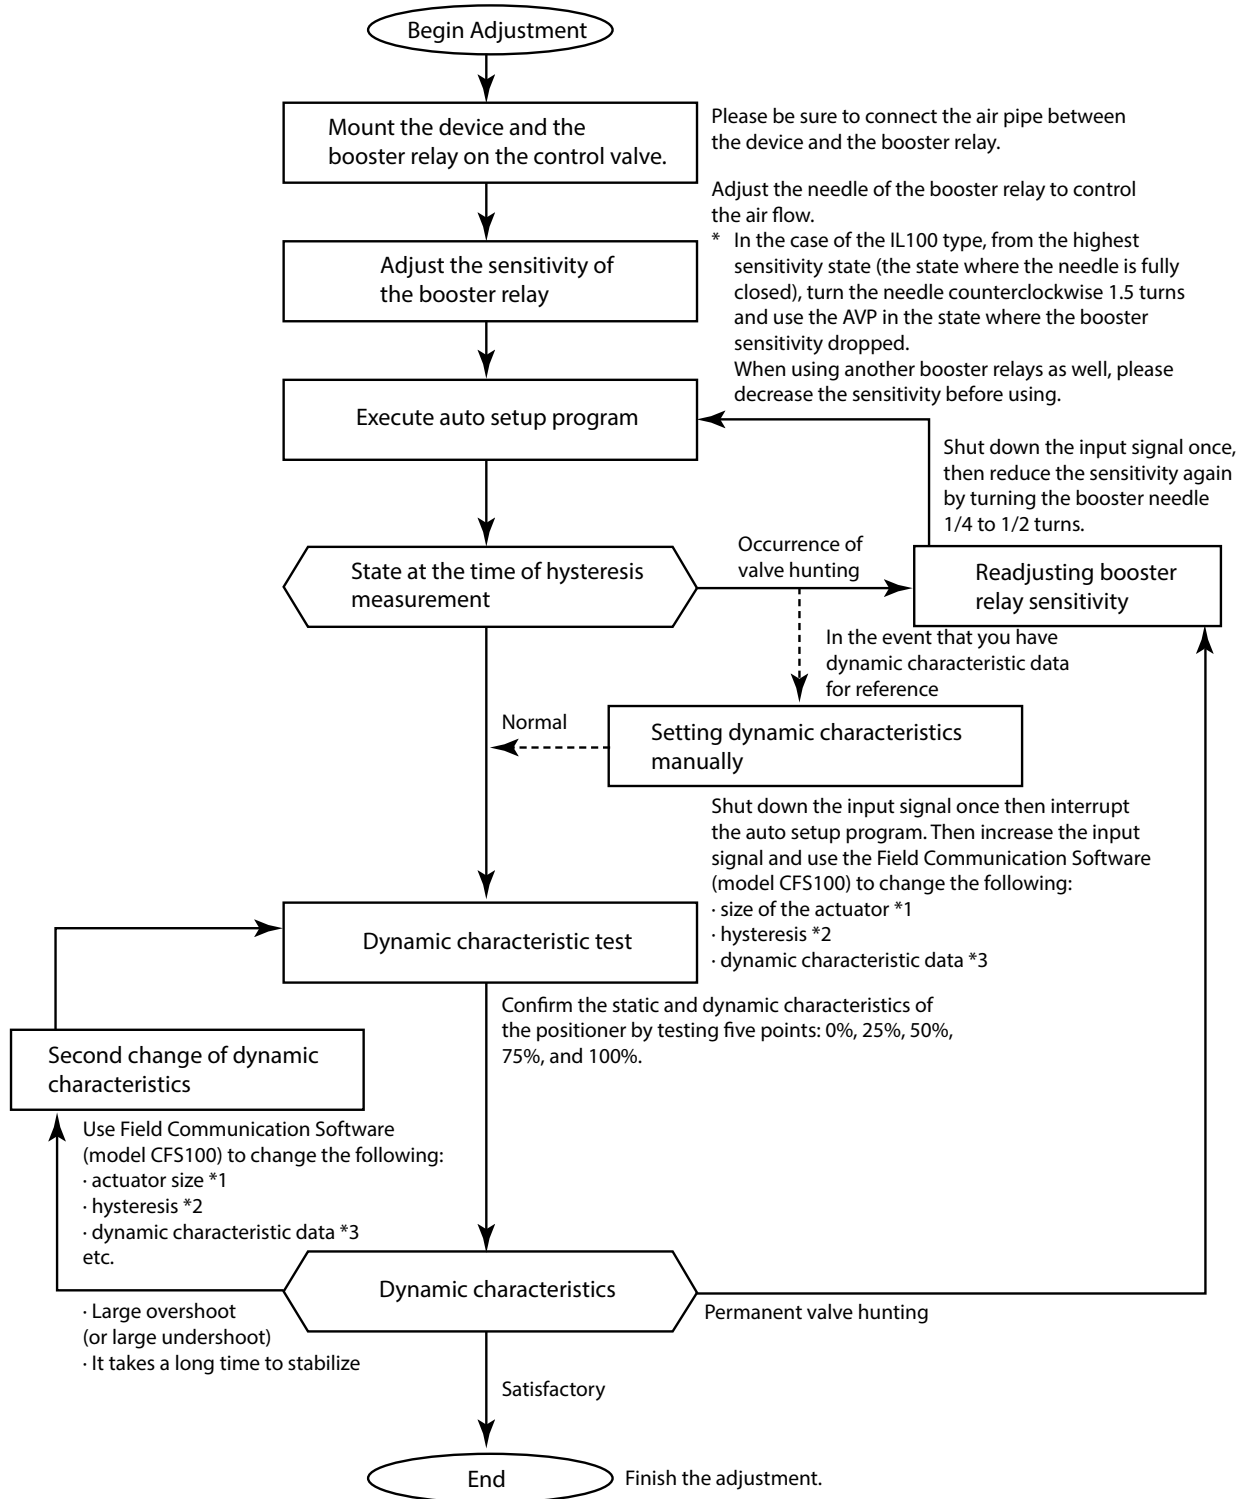 Begin Adjustment
Mount the device and the
booster relay on the control valve.
Please be sure to connect the air pipe between
the device and the booster relay.
Adjust the needle of the booster relay to control
the air flow.
* In the case of the IL100 type, from the highest
sensitivity state (the state where the needle is fully
closed), turn the needle counterclockwise 1.5 turns
and use the AVP in the state where the booster
sensitivity dropped.
When using another booster relays as well, please
decrease the sensitivity before using.
Adjust the sensitivity of
the booster relay
Execute auto setup program
Shut down the input signal once,
then reduce the sensitivity again
by turning the booster needle
1/4 to 1/2 turns.
State at the time of hysteresis
measurement
Occurrence of
valve hunting
Readjusting booster
relay sensitivity
In the event that you have
dynamic characteristic data
for reference
Normal
Setting dynamic characteristics
manually
Shut down the input signal once then interrupt
the auto setup program. Then increase the input
signal and use the Field Communication Software
(model CFS100) to change the following:
· size of the actuator *1
· hysteresis *2
· dynamic characteristic data *3
Dynamic characteristic test
Confirm the static and dynamic characteristics of
the positioner by testing five points: 0%, 25%, 50%,
75%, and 100%.
Second change of dynamic
characteristics
Use Field Communication Software
(model CFS100) to change the following:
· actuator size *1
· hysteresis *2
· dynamic characteristic data *3
etc.
Dynamic characteristics
· Large overshoot
(or large undershoot)
· It takes a long time to stabilize
Permanent valve hunting
Satisfactory
End
Finish the adjustment.